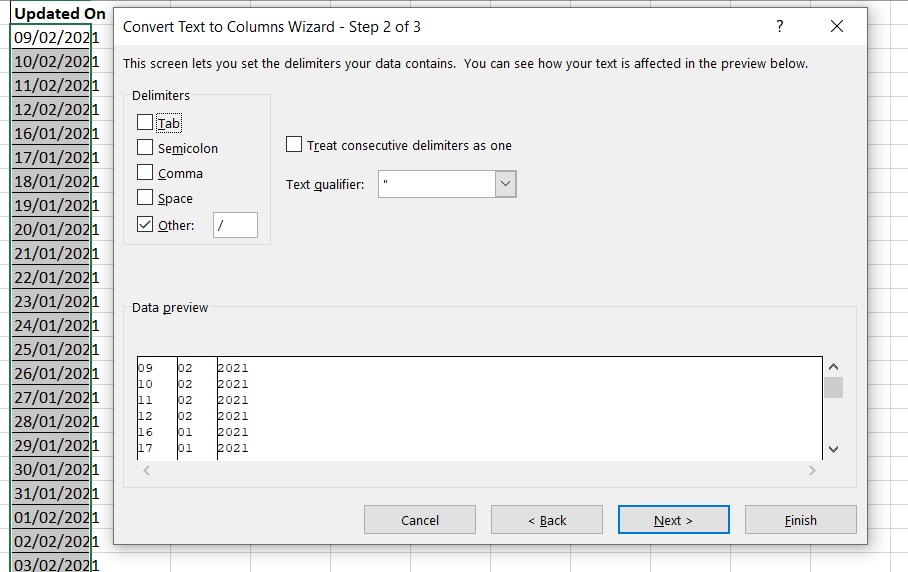 Updated On
09/02/2021
10/02/2021
11/02/2021
12/02/2021
16/01/2021
17/01/2021
18/01/2021
19/01/2021
20/01/2021
21/01/2021
22/01/2021
23/01/2021
24/01/2021
25/01/2021
26/01/2021
27/01/2021
28/01/2021
29/01/2021
30/01/2021
31/01/2021
01/02/2021
02/02/2021
03/02/2021
Convert Text to Columns Wizard - Step 2 of 3
?
This screen lets you set the delimiters your data contains.  You can see how your text is affected in the preview below.
Delimiters
Tab
Semicolon
Comma
Space
Other: /
Treat consecutive delimiters as one
Text qualifier: "
Data preview
09 02 2021
10 02 2021
11 02 2021
12 02 2021
16 01 2021
17 01 2021
Cancel < Back Next > Finish